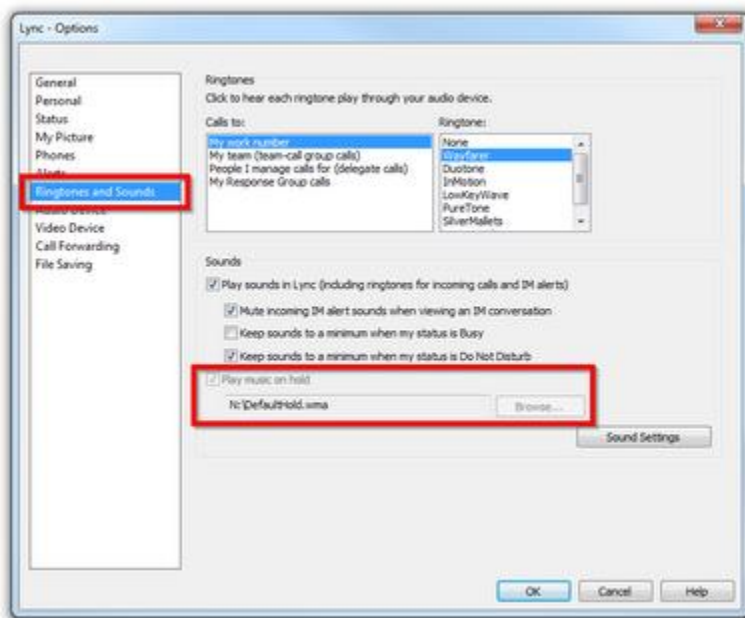 Lync - Options
General
Personal
Status
My Picture
Phones
Alerts
Ringtones and Sounds
Audio Device
Video Device
Call Forwarding
File Saving
Ringtones
Click to hear each ringtone play through your audio device.
Calls to:
My work number
My team (team-call group calls)
People I manage calls for (delegate calls)
My Response Group calls
Ringtone:
None
Wayfarer
Duotone
InMotion
LowKeyWave
PureTone
SilverMallets
Sounds
Play sounds in Lync (including ringtones for incoming calls and IM alerts)
Mute incoming IM alert sounds when viewing an IM conversation
Keep sounds to a minimum when my status is Busy
Keep sounds to a minimum when my status is Do Not Disturb
Play music on hold
N:\DefaultHold.wma
Browse...
Sound Settings
OK
Cancel
Help